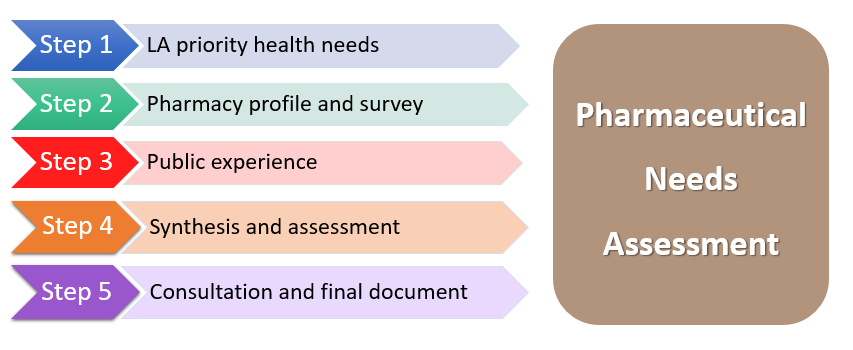 Step 1 LA priority health needs
Step 2 Pharmacy profile and survey
Step 3 Public experience
Step 4 Synthesis and assessment
Step 5 Consultation and final document
Pharmaceutical
Needs
Assessment